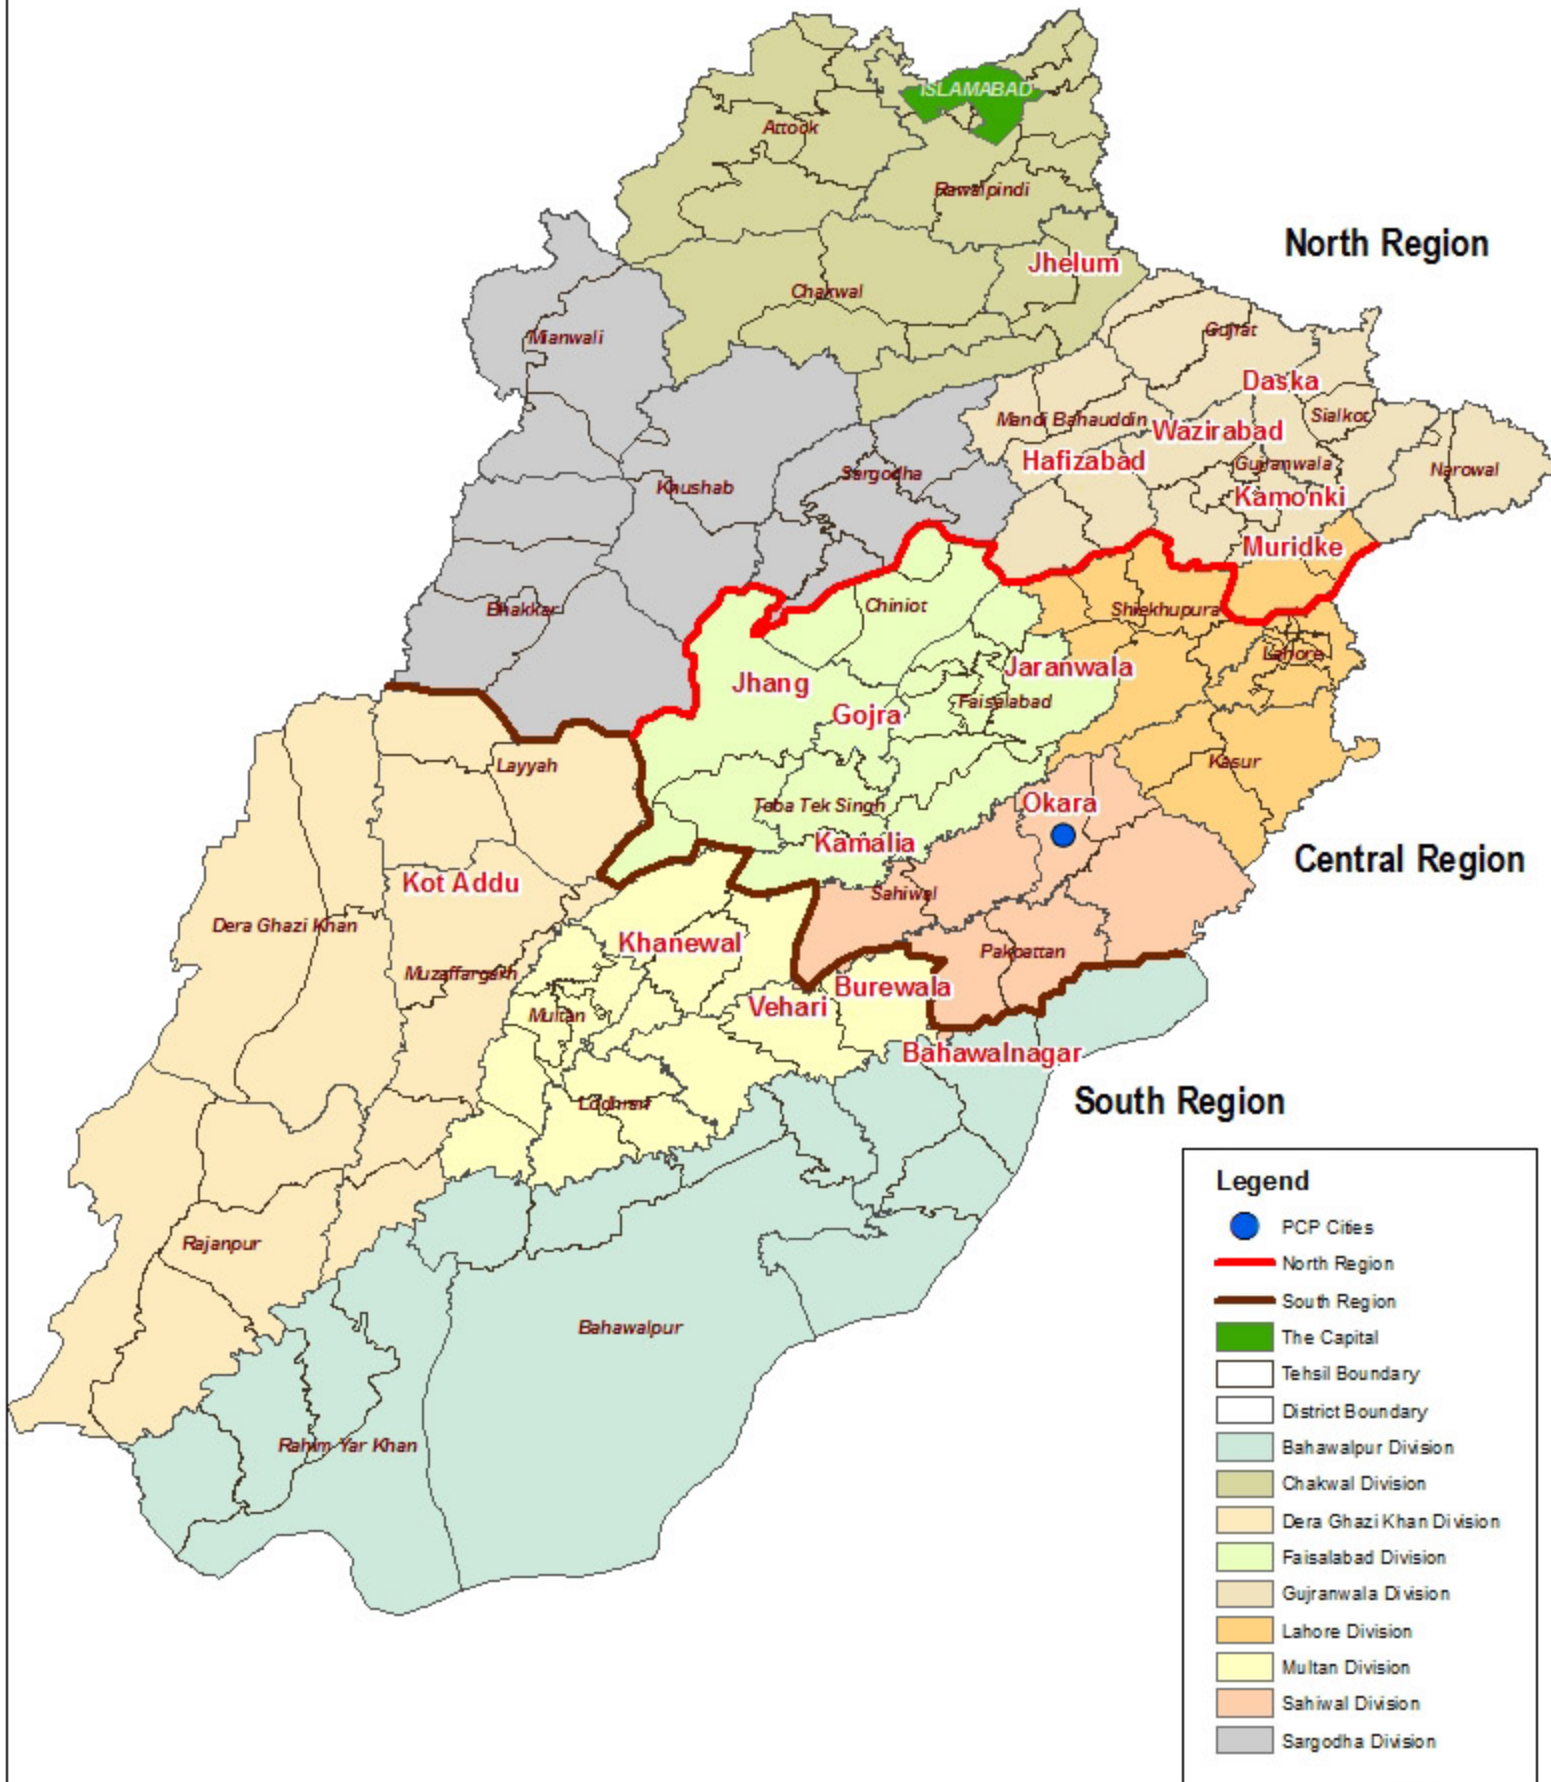 ISLAMABAD
Attock
Rawalpindi
North Region
Jhelum
Chakwal
Mianwali
Gujrat
Daska
Mandi Bahauddin
Sialkot
Wazirabad
Hafizabad
Gujranwala
Narowal
Sargodha
Khushab
Kamonki
Muridke
Bhakkar
Chiniot
Shiekhupura
Lahore
Jaranwala
Jhang
Faisalabad
Gojra
Layyah
Kasur
Toba Tek Singh
Okara
Kamalia
Central Region
Kot Addu
Sahiwal
Dera Ghazi Khan
Khanewal
Pakpattan
Muzaffargarh
Burewala
Vehari
Multan
Bahawalnagar
South Region
Lodhran
Rajanpur
Bahawalpur
Rahim Yar Khan
Legend
PCP Cities
North Region
South Region
The Capital
Tehsil Boundary
District Boundary
Bahawalpur Division
Chakwal Division
Dera Ghazi Khan Division
Faisalabad Division
Gujranwala Division
Lahore Division
Multan Division
Sahiwal Division
Sargodha Division